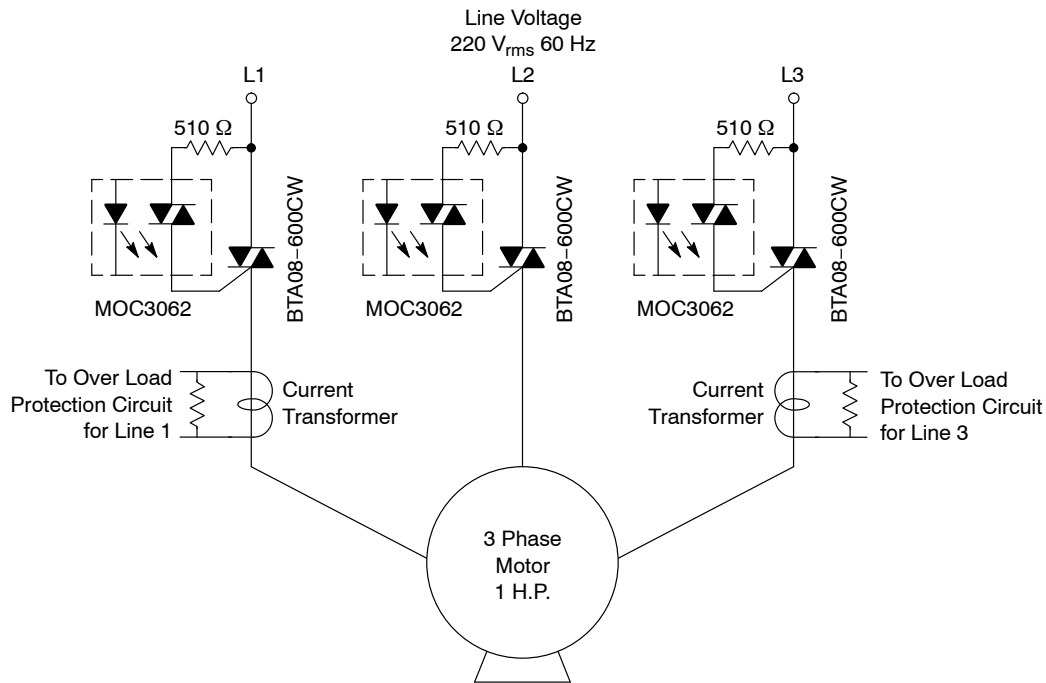 Line Voltage
220 Vrms 60 Hz
L1
L2
L3
510 Ω
510 Ω
510 Ω
BTA08−600CW
BTA08−600CW
BTA08−600CW
MOC3062
MOC3062
MOC3062
To Over Load
Protection Circuit
for Line 1
Current
Transformer
Current
Transformer
To Over Load
Protection Circuit
for Line 3
3 Phase
Motor
1 H.P.